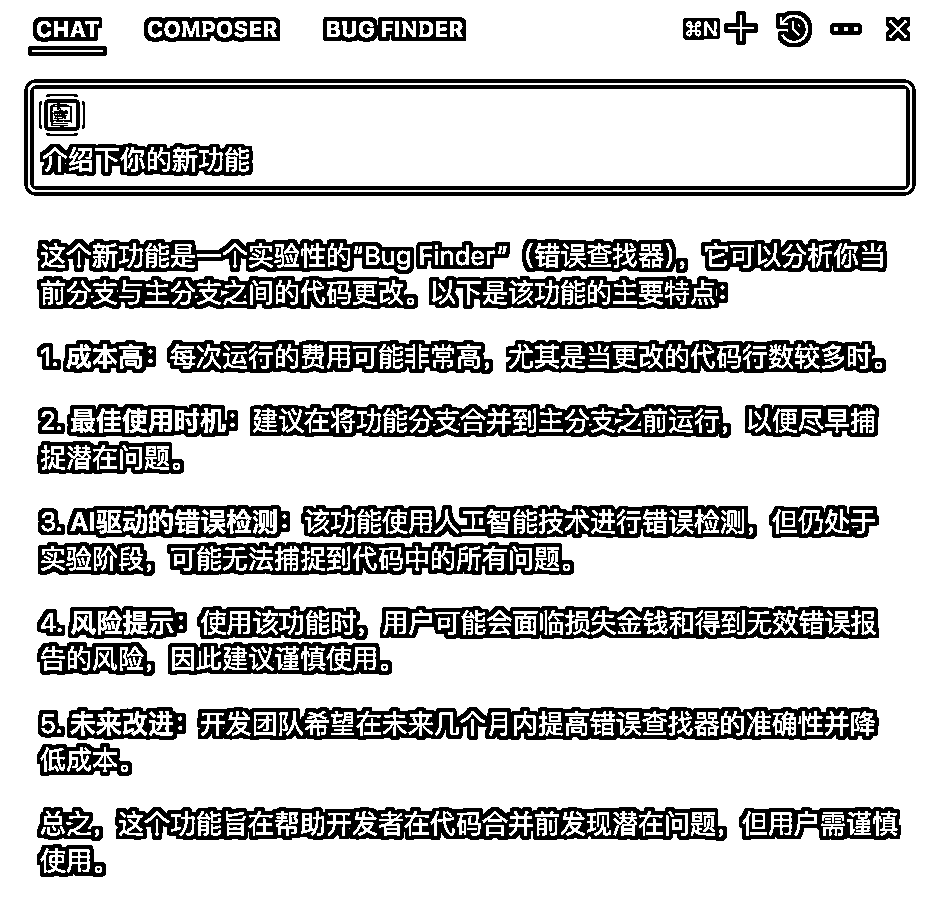 CHAT COMPOSER BUG FINDER ⌘N
介绍下你的新功能
这个新功能是一个实验性的“Bug Finder”（错误查找器），它可以分析你当
前分支与主分支之间的代码更改。以下是该功能的主要特点：
1. 成本高：每次运行的费用可能非常高，尤其是当更改的代码行数较多时。
2. 最佳使用时机：建议在将功能分支合并到主分支之前运行，以便尽早捕
捉潜在问题。
3. AI驱动的错误检测：该功能使用人工智能技术进行错误检测，但仍处于
实验阶段，可能无法捕捉到代码中的所有问题。
4. 风险提示：使用该功能时，用户可能会面临损失金钱和得到无效错误报
告的风险，因此建议谨慎使用。
5. 未来改进：开发团队希望在未来几个月内提高错误查找器的准确性并降
低成本。
总之，这个功能旨在帮助开发者在代码合并前发现潜在问题，但用户需谨慎
使用。